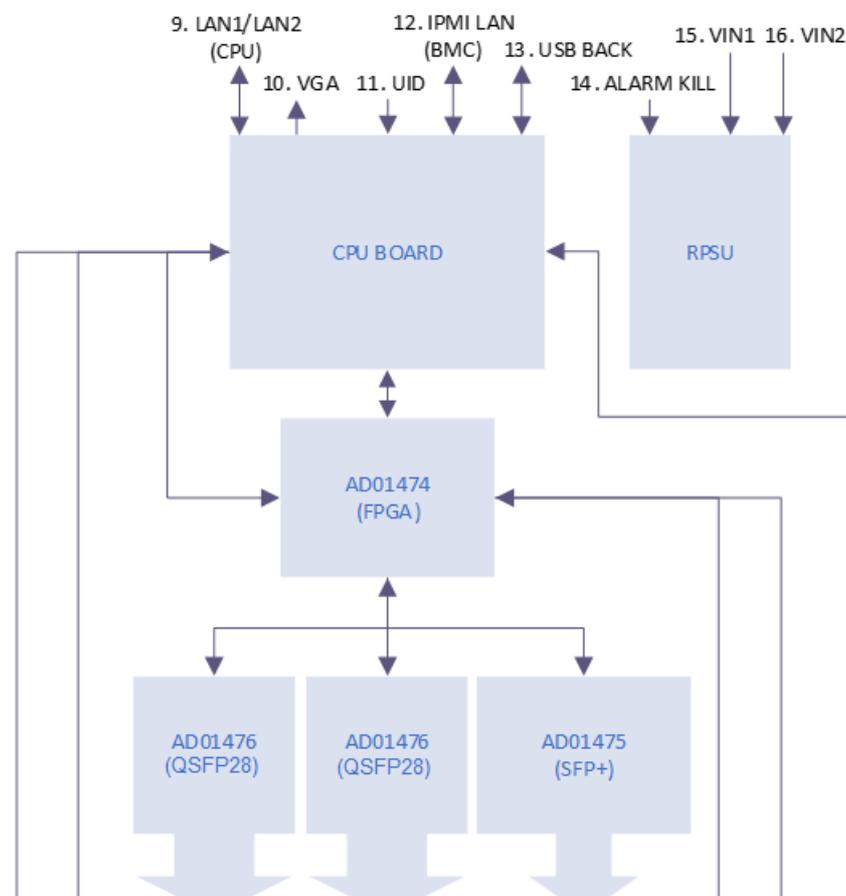 9. LAN1/LAN2
(CPU)
10. VGA
11. UID
12. IPMI LAN
(BMC)
13. USB BACK
14. ALARM KILL
15. VIN1
16. VIN2
CPU BOARD
RPSU
AD01474
(FPGA)
AD01476
(QSFP28)
AD01476
(QSFP28)
AD01475
(SFP+)